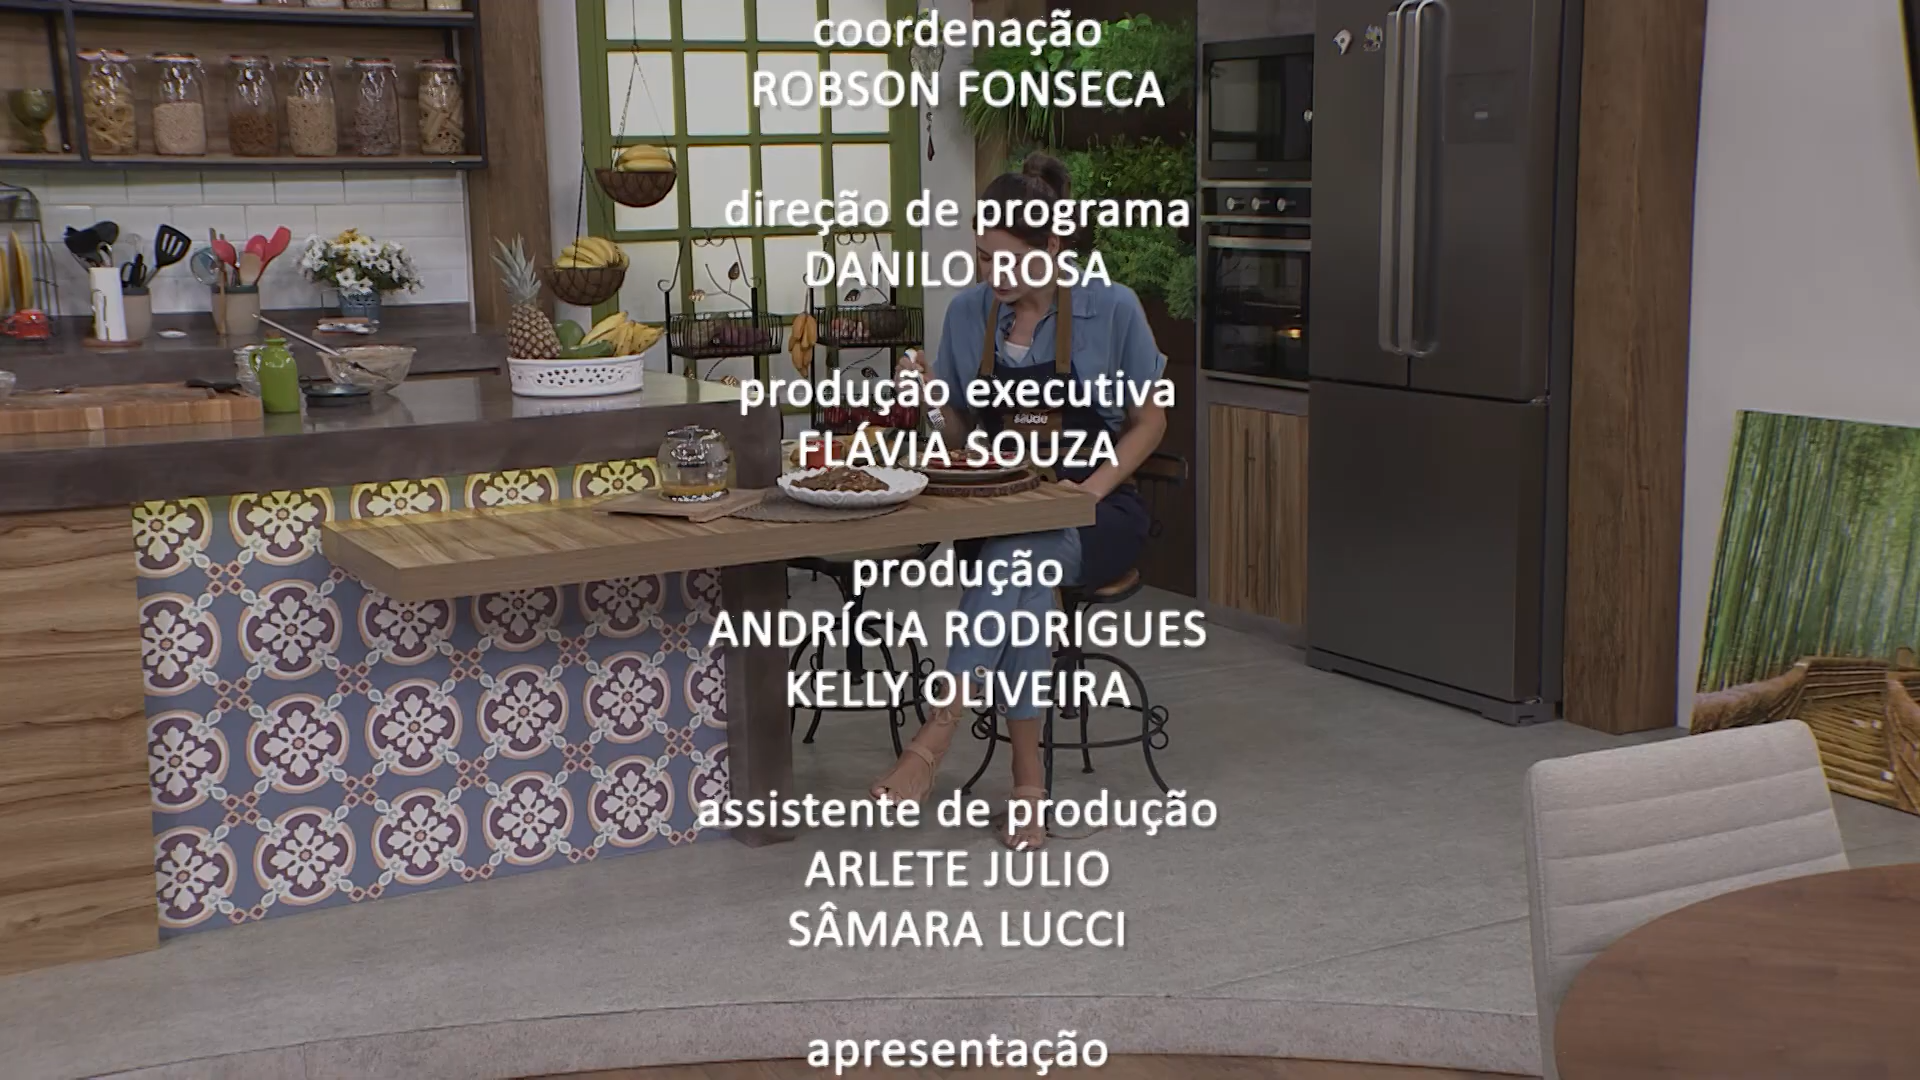 coordenação
ROBSON FONSECA
direção de programa
DANILO ROSA
produção executiva
FLÁVIA SOUZA
saúde
produção
ANDRÍCIA RODRIGUES
KELLY OLIVEIRA
assistente de produção
ARLETE JÚLIO
SÂMARA LUCCI
apresentação